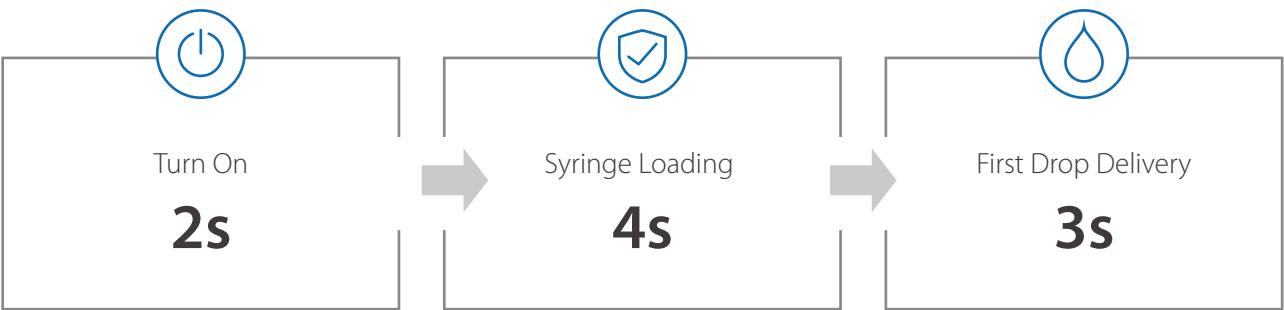 Turn On
2s
Syringe Loading
4s
First Drop Delivery
3s